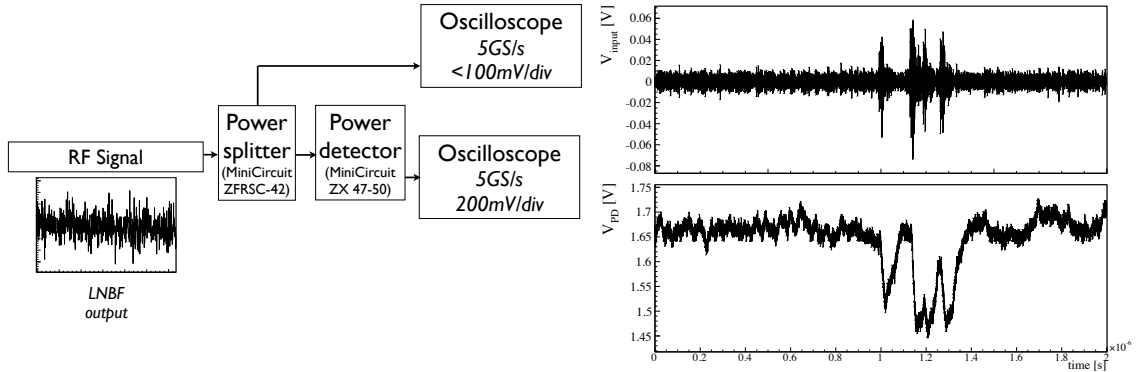 Oscilloscope
5GS/s
<100mV/div
Power
splitter
(MiniCircuit
ZFRSC-42)
Power
detector
(MiniCircuit
ZX 47-50)
RF Signal
Oscilloscope
5GS/s
200mV/div
LNBF
output
V_input [V]
0.06
0.04
0.02
0
-0.02
-0.04
-0.06
-0.08
V_PD [V]
1.75
1.7
1.65
1.6
1.55
1.5
1.45
0 0.2 0.4 0.6 0.8 1 1.2 1.4 1.6 1.8 2
×10^-6
time [s]